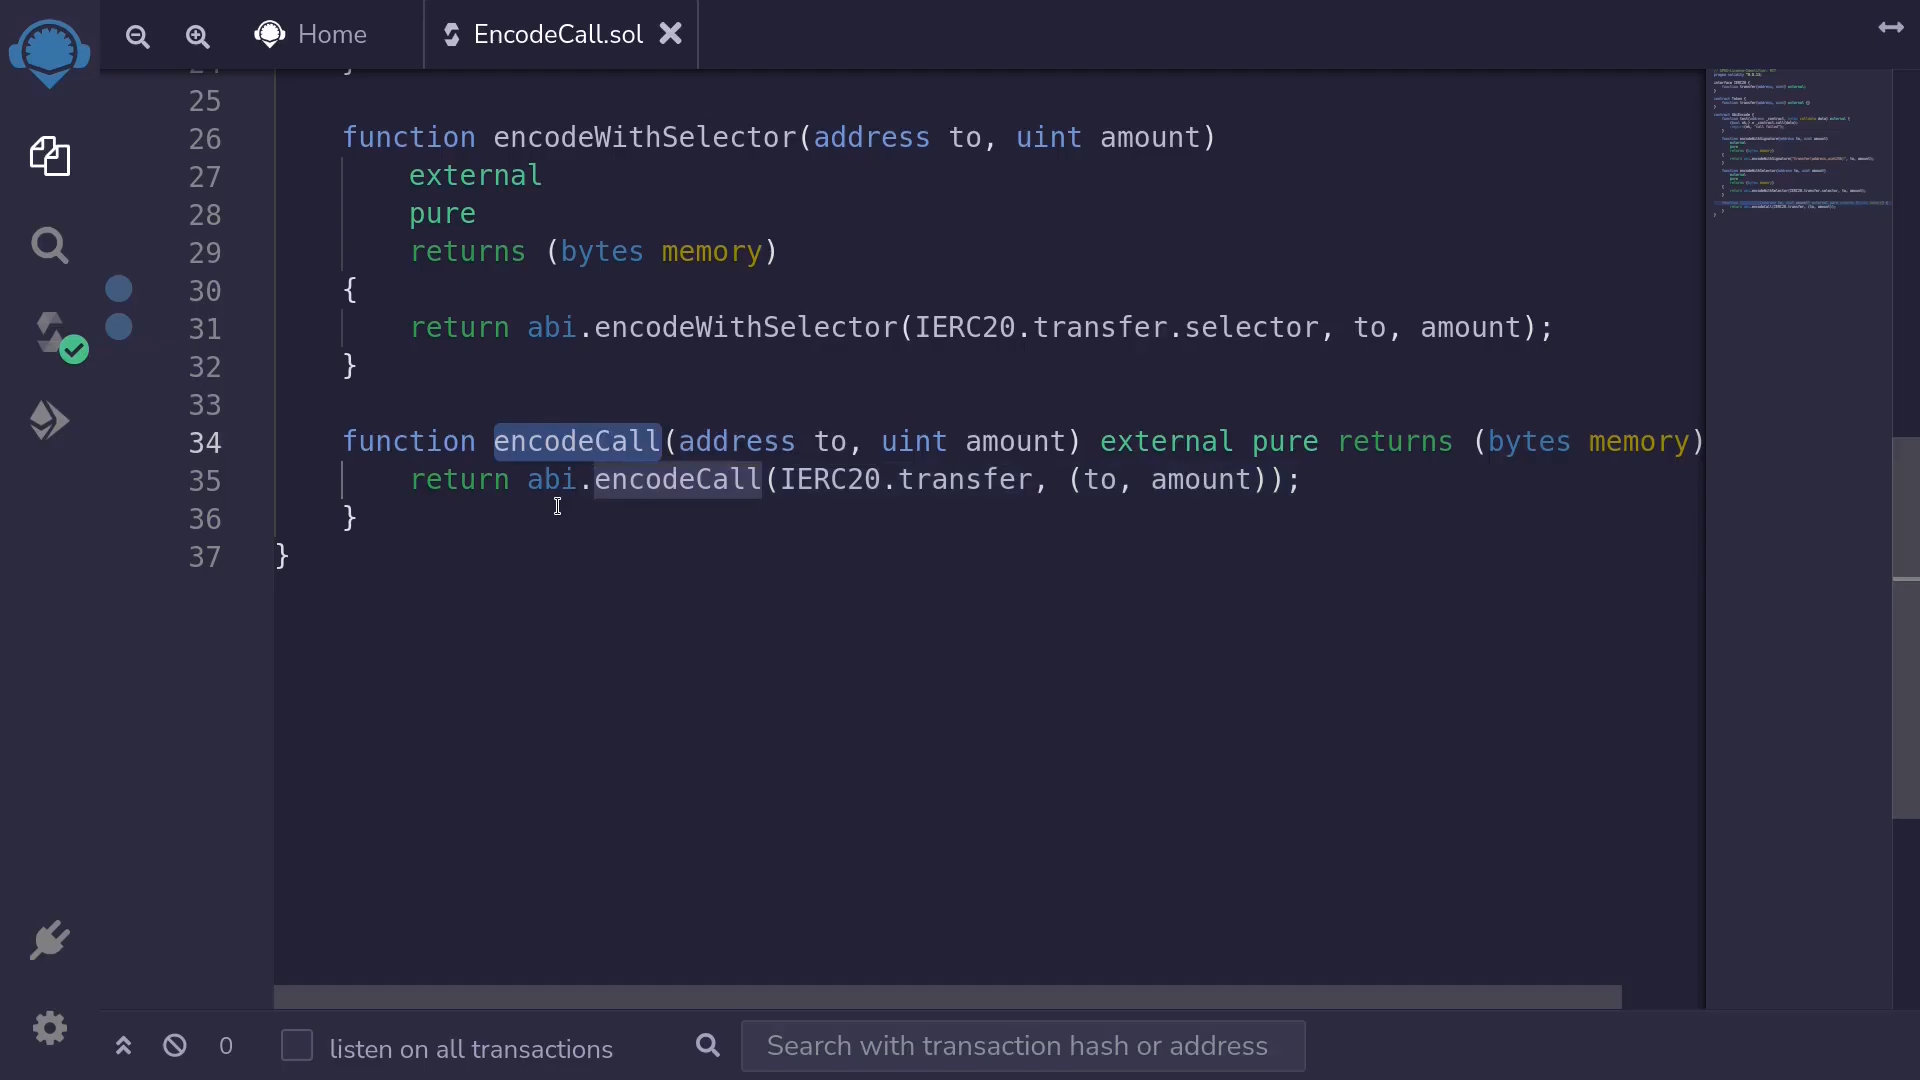 Home
EncodeCall.sol
25
26 function encodeWithSelector(address to, uint amount)
27 external
28 pure
29 returns (bytes memory)
30 {
31 return abi.encodeWithSelector(IERC20.transfer.selector, to, amount);
32 }
33
34 function encodeCall(address to, uint amount) external pure returns (bytes memory)
35 return abi.encodeCall(IERC20.transfer, (to, amount));
36 }
37 }
0
listen on all transactions
Search with transaction hash or address